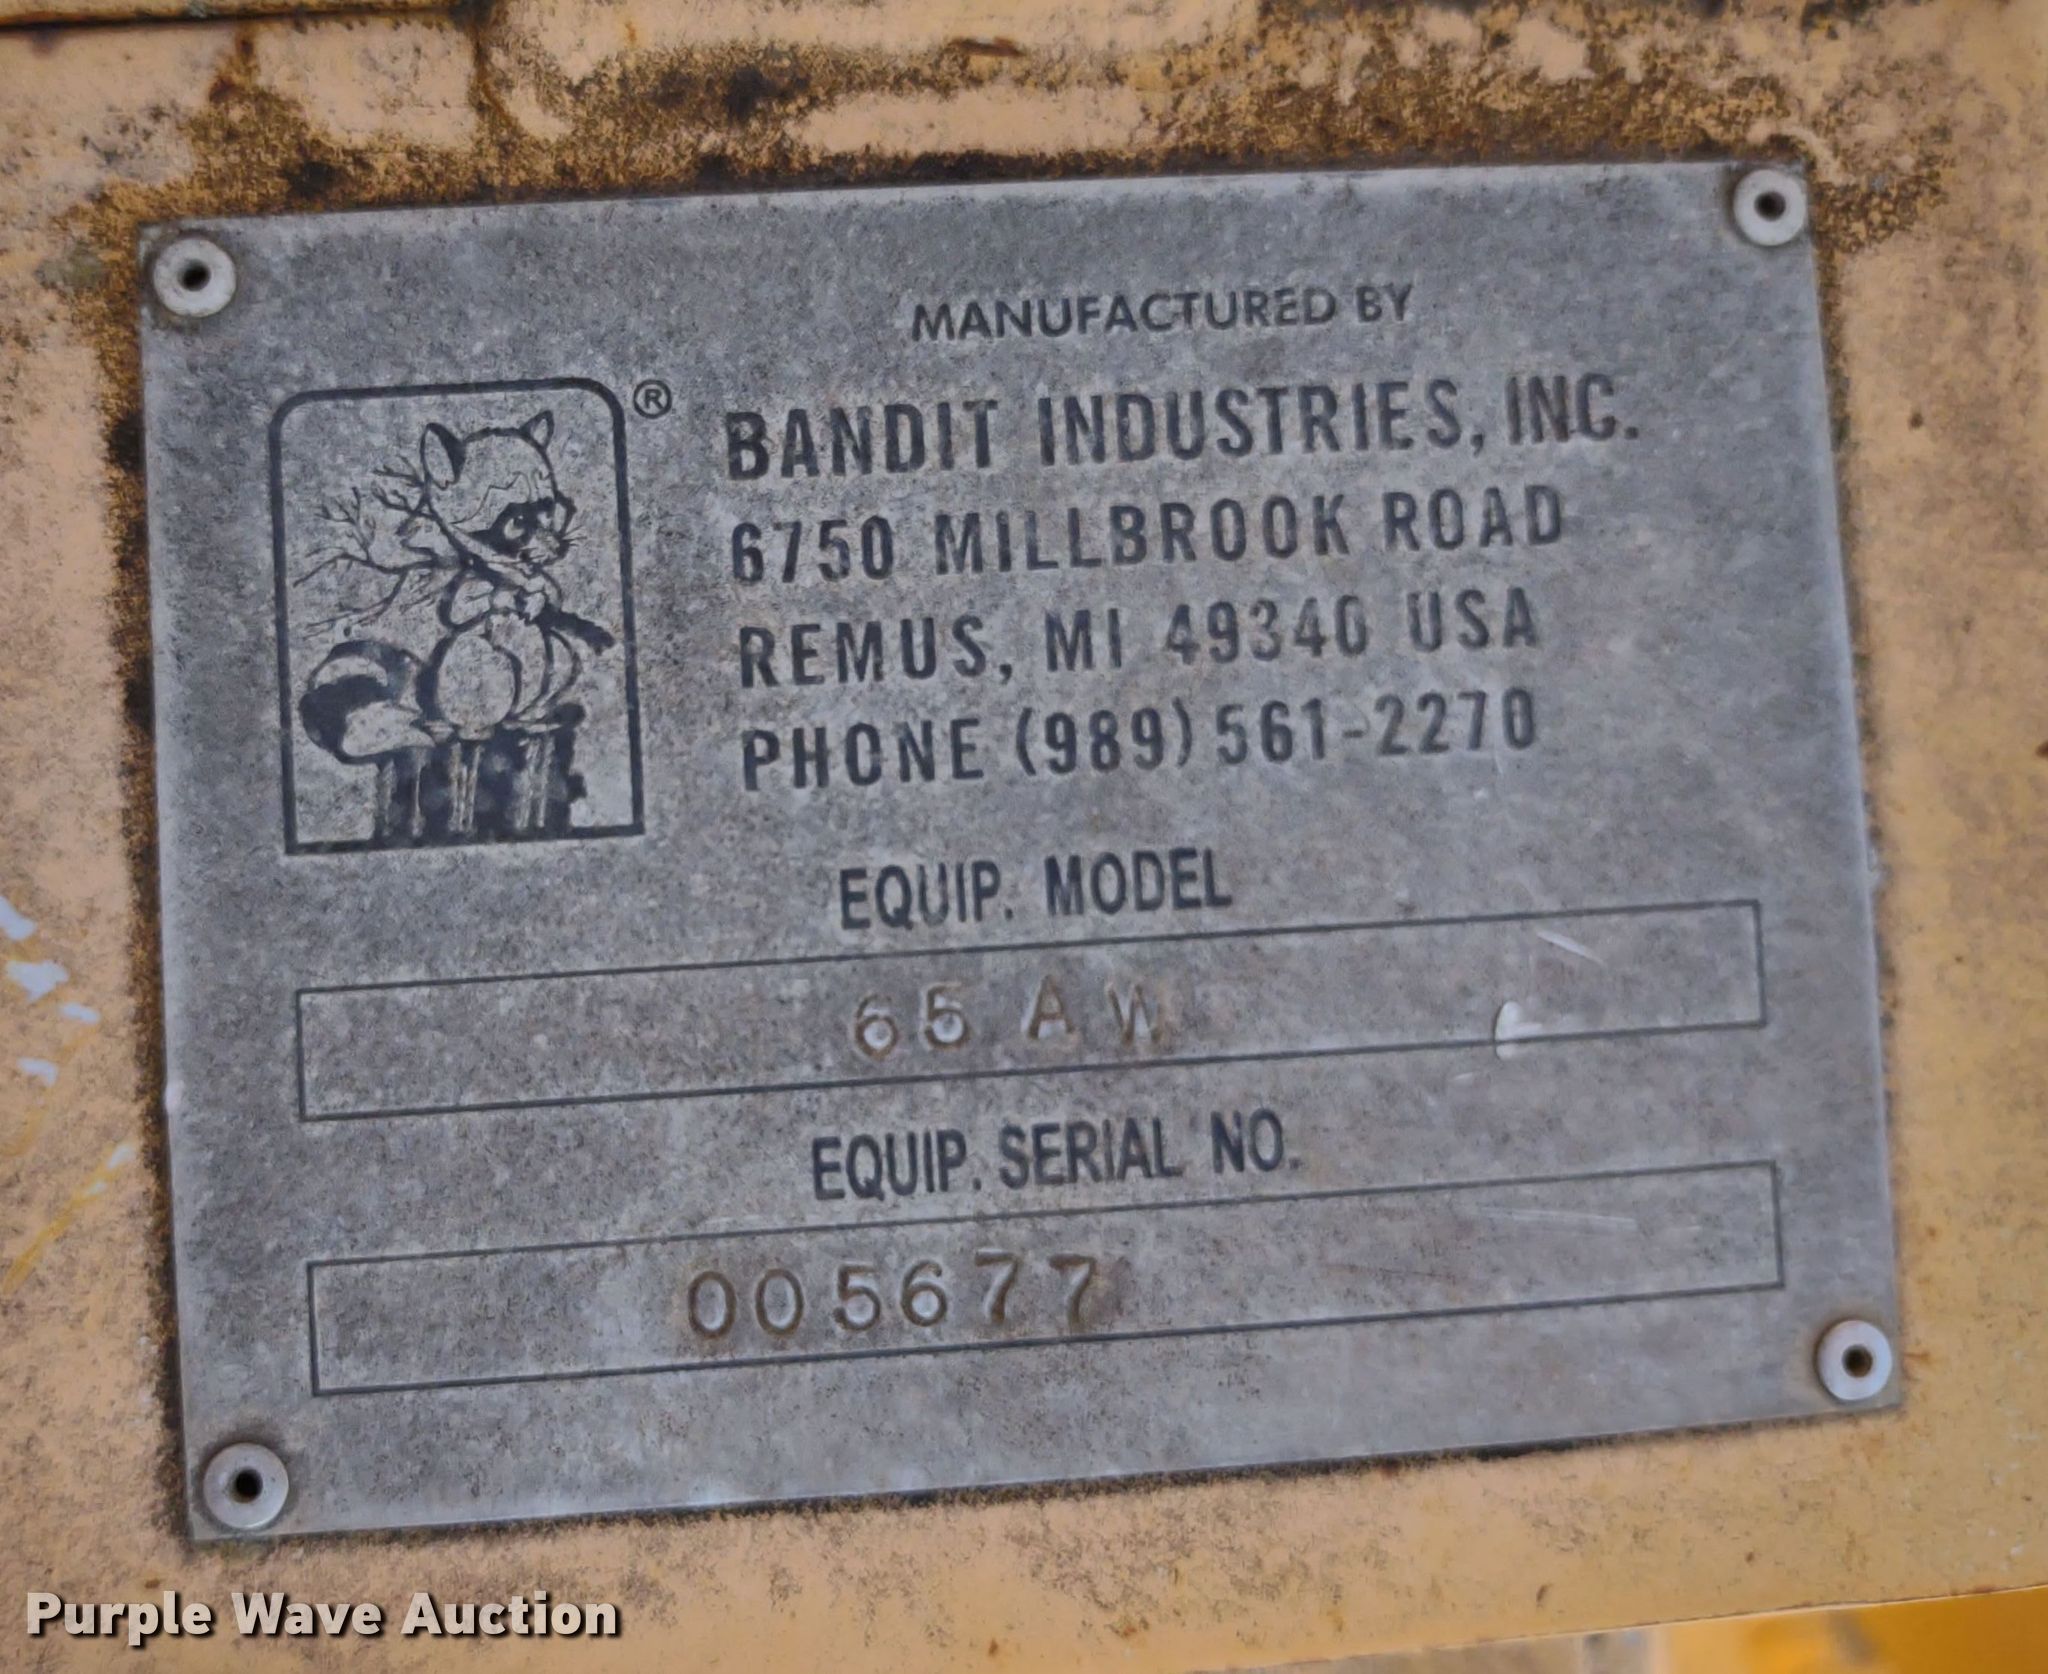 MANUFACTURED BY
®
BANDIT INDUSTRIES, INC.
6750 MILLBROOK ROAD
REMUS, MI 49340 USA
PHONE (989) 561-2270
EQUIP. MODEL
65 AW
EQUIP. SERIAL NO.
005677
Purple Wave Auction